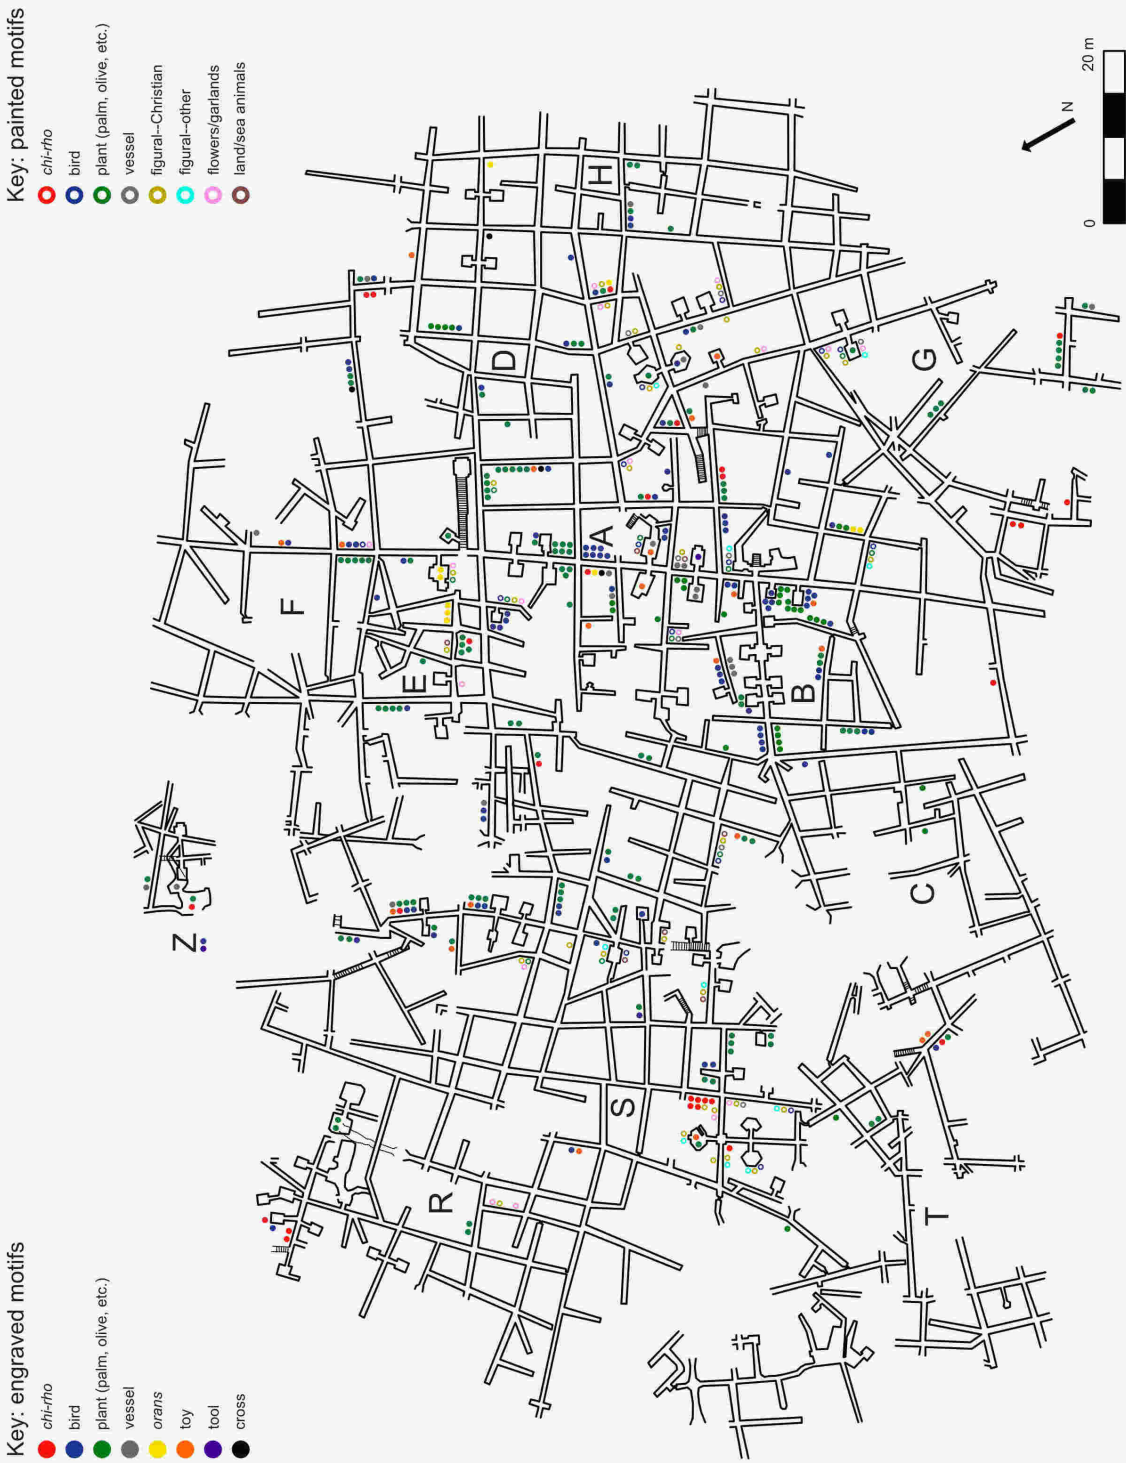 Key: engraved motifs
chi-rho
bird
plant (palm, olive, etc.)
vessel
orans
toy
tool
cross
Key: painted motifs
chi-rho
bird
plant (palm, olive, etc.)
vessel
figural--Christian
figural--other
flowers/garlands
land/sea animals
N
0
20 m
H
D
G
A
F
E
B
Z
C
S
R
T